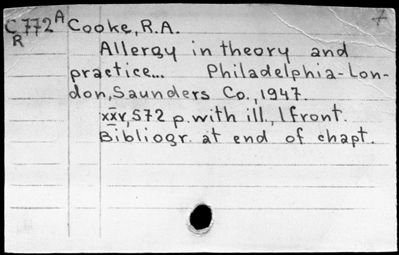 C772A Cooke, R.A.
R
Allergy in theory and
practice... Philadelphia-Lon-
don, Saunders Co., 1947.
xxv, 572 p. with ill., 1 front.
Bibliogr. at end of chapt.